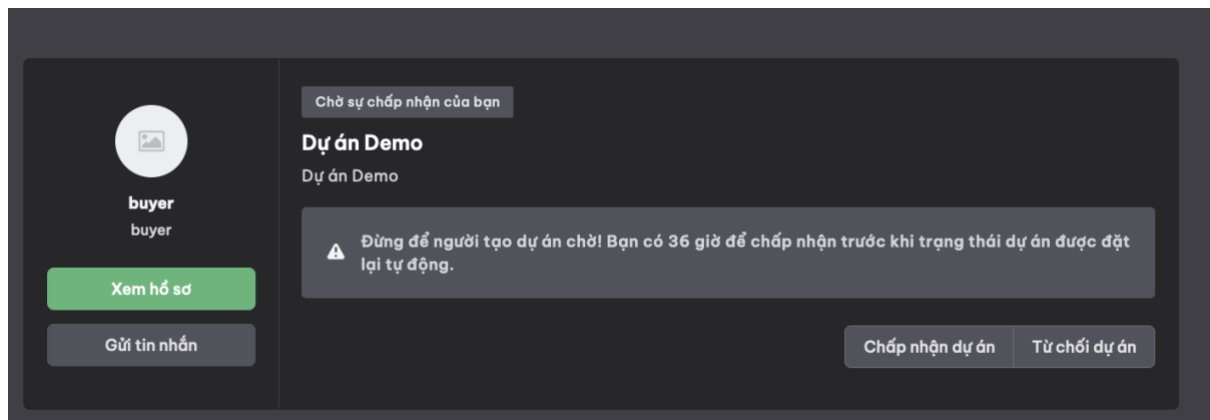 buyer
buyer
Xem hồ sơ
Gửi tin nhắn
Chờ sự chấp nhận của bạn
Dự án Demo
Dự án Demo
Đừng để người tạo dự án chờ! Bạn có 36 giờ để chấp nhận trước khi trạng thái dự án được đặt
lại tự động.
Chấp nhận dự án
Từ chối dự án